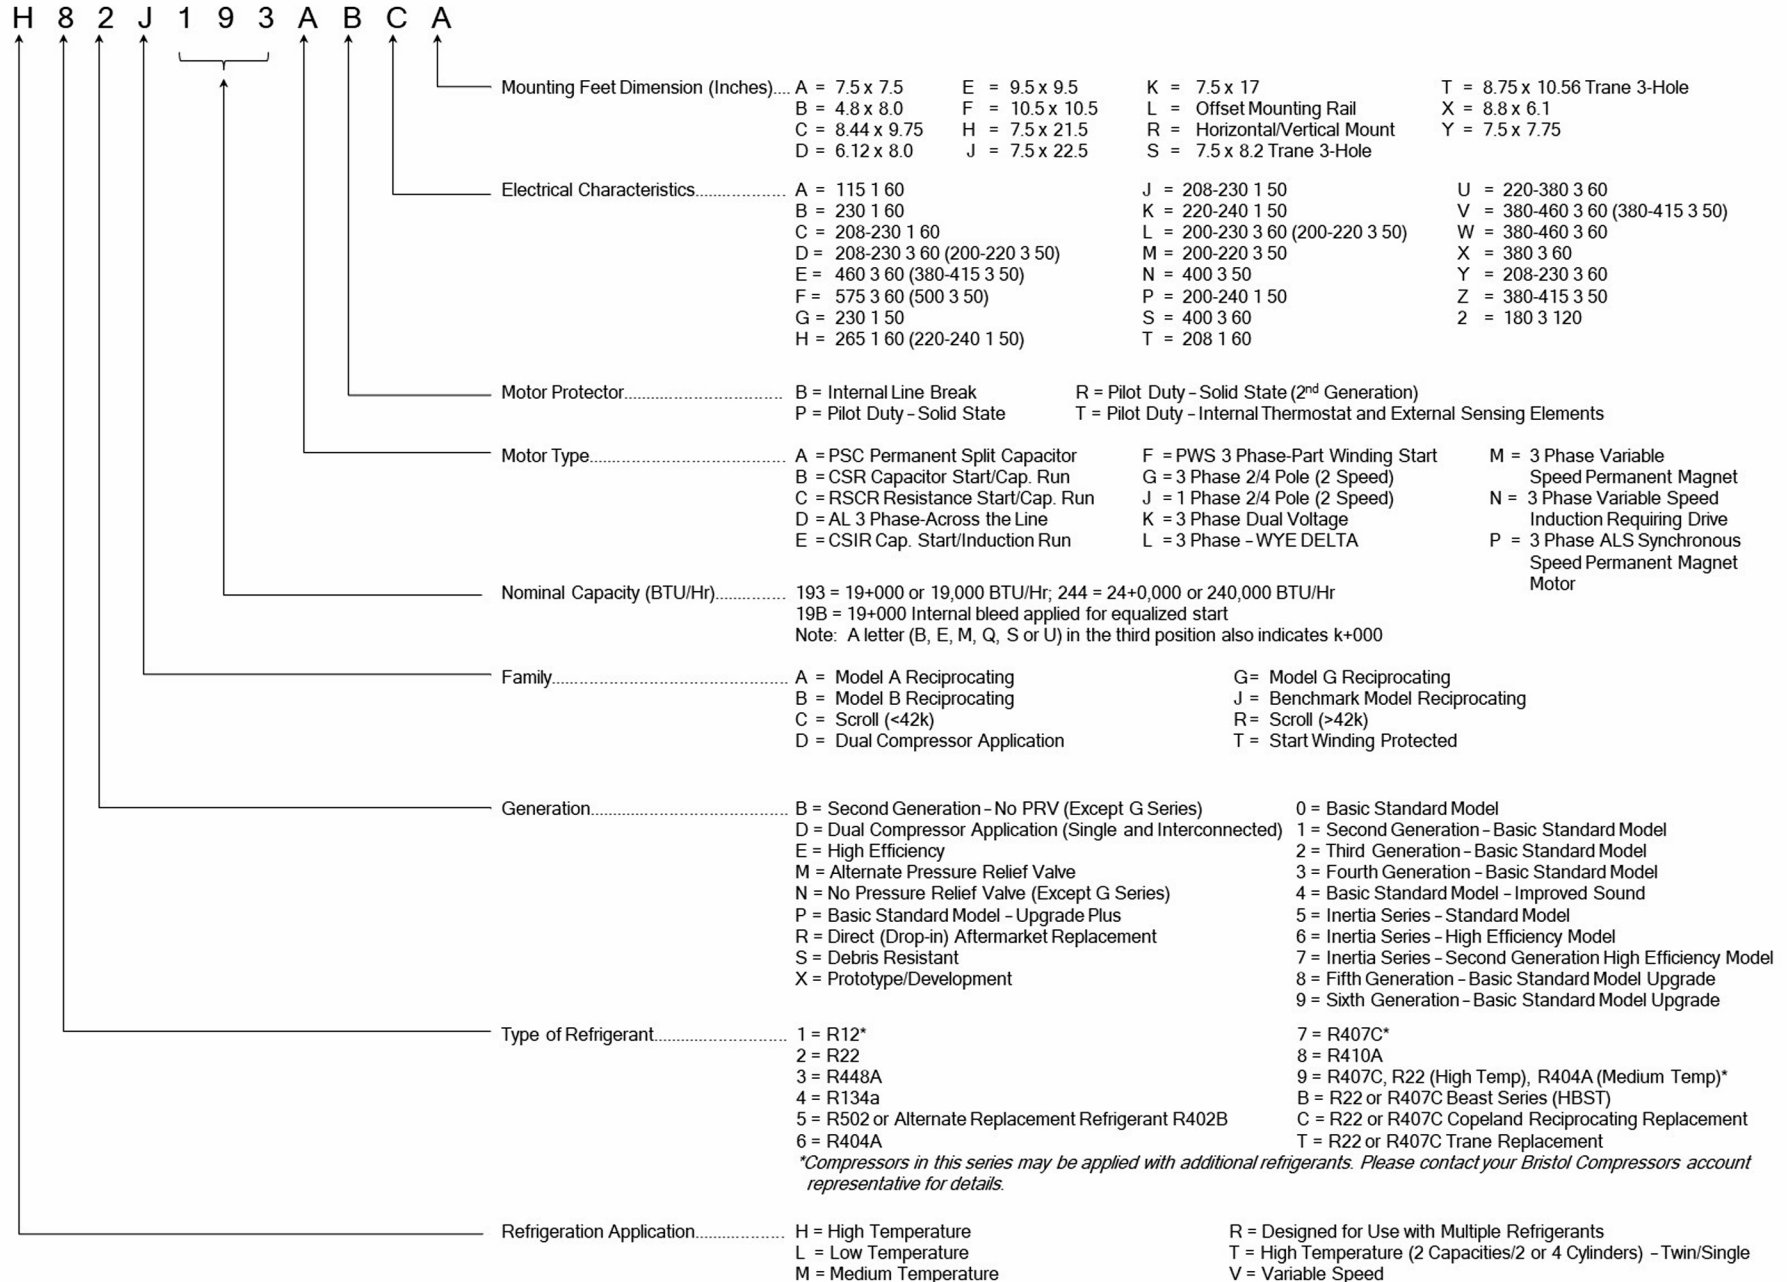 H 8 2 J 1 9 3 A B C A
Mounting Feet Dimension (Inches).... A = 7.5 x 7.5 E = 9.5 x 9.5 K = 7.5 x 17 T = 8.75 x 10.56 Trane 3-Hole
B = 4.8 x 8.0 F = 10.5 x 10.5 L = Offset Mounting Rail X = 8.8 x 6.1
C = 8.44 x 9.75 H = 7.5 x 21.5 R = Horizontal/Vertical Mount Y = 7.5 x 7.75
D = 6.12 x 8.0 J = 7.5 x 22.5 S = 7.5 x 8.2 Trane 3-Hole
Electrical Characteristics................... A = 115 1 60 J = 208-230 1 50 U = 220-380 3 60
B = 230 1 60 K = 220-240 1 50 V = 380-460 3 60 (380-415 3 50)
C = 208-230 1 60 L = 200-230 3 60 (200-220 3 50) W = 380-460 3 60
D = 208-230 3 60 (200-220 3 50) M = 200-220 3 50 X = 380 3 60
E = 460 3 60 (380-415 3 50) N = 400 3 50 Y = 208-230 3 60
F = 575 3 60 (500 3 50) P = 200-240 1 50 Z = 380-415 3 50
G = 230 1 50 S = 400 3 60 2 = 180 3 120
H = 265 1 60 (220-240 1 50) T = 208 1 60
Motor Protector................................. B = Internal Line Break R = Pilot Duty – Solid State (2nd Generation)
P = Pilot Duty – Solid State T = Pilot Duty – Internal Thermostat and External Sensing Elements
Motor Type......................................... A = PSC Permanent Split Capacitor F = PWS 3 Phase-Part Winding Start M = 3 Phase Variable
B = CSR Capacitor Start/Cap. Run G = 3 Phase 2/4 Pole (2 Speed) Speed Permanent Magnet
C = RSCR Resistance Start/Cap. Run J = 1 Phase 2/4 Pole (2 Speed) N = 3 Phase Variable Speed
D = AL 3 Phase-Across the Line K = 3 Phase Dual Voltage Induction Requiring Drive
E = CSIR Cap. Start/Induction Run L = 3 Phase – WYE DELTA P = 3 Phase ALS Synchronous
Speed Permanent Magnet
Motor
Nominal Capacity (BTU/Hr)............... 193 = 19+000 or 19,000 BTU/Hr; 244 = 24+0,000 or 240,000 BTU/Hr
19B = 19+000 Internal bleed applied for equalized start
Note: A letter (B, E, M, Q, S or U) in the third position also indicates k+000
Family................................................. A = Model A Reciprocating G= Model G Reciprocating
B = Model B Reciprocating J = Benchmark Model Reciprocating
C = Scroll (<42k) R= Scroll (>42k)
D = Dual Compressor Application T = Start Winding Protected
Generation......................................... B = Second Generation – No PRV (Except G Series) 0 = Basic Standard Model
D = Dual Compressor Application (Single and Interconnected) 1 = Second Generation – Basic Standard Model
E = High Efficiency 2 = Third Generation – Basic Standard Model
M = Alternate Pressure Relief Valve 3 = Fourth Generation – Basic Standard Model
N = No Pressure Relief Valve (Except G Series) 4 = Basic Standard Model – Improved Sound
P = Basic Standard Model – Upgrade Plus 5 = Inertia Series – Standard Model
R = Direct (Drop-in) Aftermarket Replacement 6 = Inertia Series – High Efficiency Model
S = Debris Resistant 7 = Inertia Series – Second Generation High Efficiency Model
X = Prototype/Development 8 = Fifth Generation – Basic Standard Model Upgrade
9 = Sixth Generation – Basic Standard Model Upgrade
Type of Refrigerant............................ 1 = R12* 7 = R407C*
2 = R22 8 = R410A
3 = R448A 9 = R407C, R22 (High Temp), R404A (Medium Temp)*
4 = R134a B = R22 or R407C Beast Series (HBST)
5 = R502 or Alternate Replacement Refrigerant R402B C = R22 or R407C Copeland Reciprocating Replacement
6 = R404A T = R22 or R407C Trane Replacement
*Compressors in this series may be applied with additional refrigerants. Please contact your Bristol Compressors account
representative for details.
Refrigeration Application................... H = High Temperature R = Designed for Use with Multiple Refrigerants
L = Low Temperature T = High Temperature (2 Capacities/2 or 4 Cylinders) – Twin/Single
M = Medium Temperature V = Variable Speed